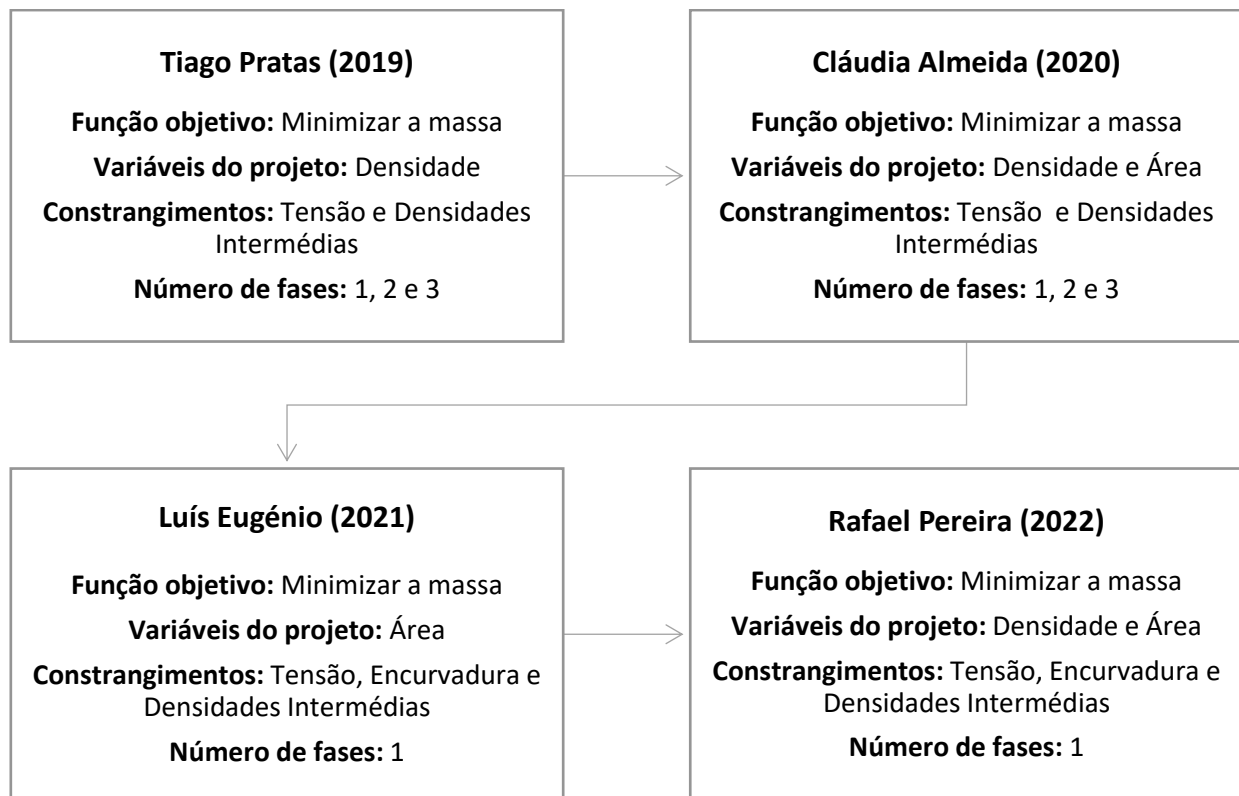 Tiago Pratas (2019)
Função objetivo: Minimizar a massa
Variáveis do projeto: Densidade
Constrangimentos: Tensão e Densidades
Intermédias
Número de fases: 1, 2 e 3
Cláudia Almeida (2020)
Função objetivo: Minimizar a massa
Variáveis do projeto: Densidade e Área
Constrangimentos: Tensão e Densidades
Intermédias
Número de fases: 1, 2 e 3
Luís Eugénio (2021)
Função objetivo: Minimizar a massa
Variáveis do projeto: Área
Constrangimentos: Tensão, Encurvadura e
Densidades Intermédias
Número de fases: 1
Rafael Pereira (2022)
Função objetivo: Minimizar a massa
Variáveis do projeto: Densidade e Área
Constrangimentos: Tensão, Encurvadura e
Densidades Intermédias
Número de fases: 1